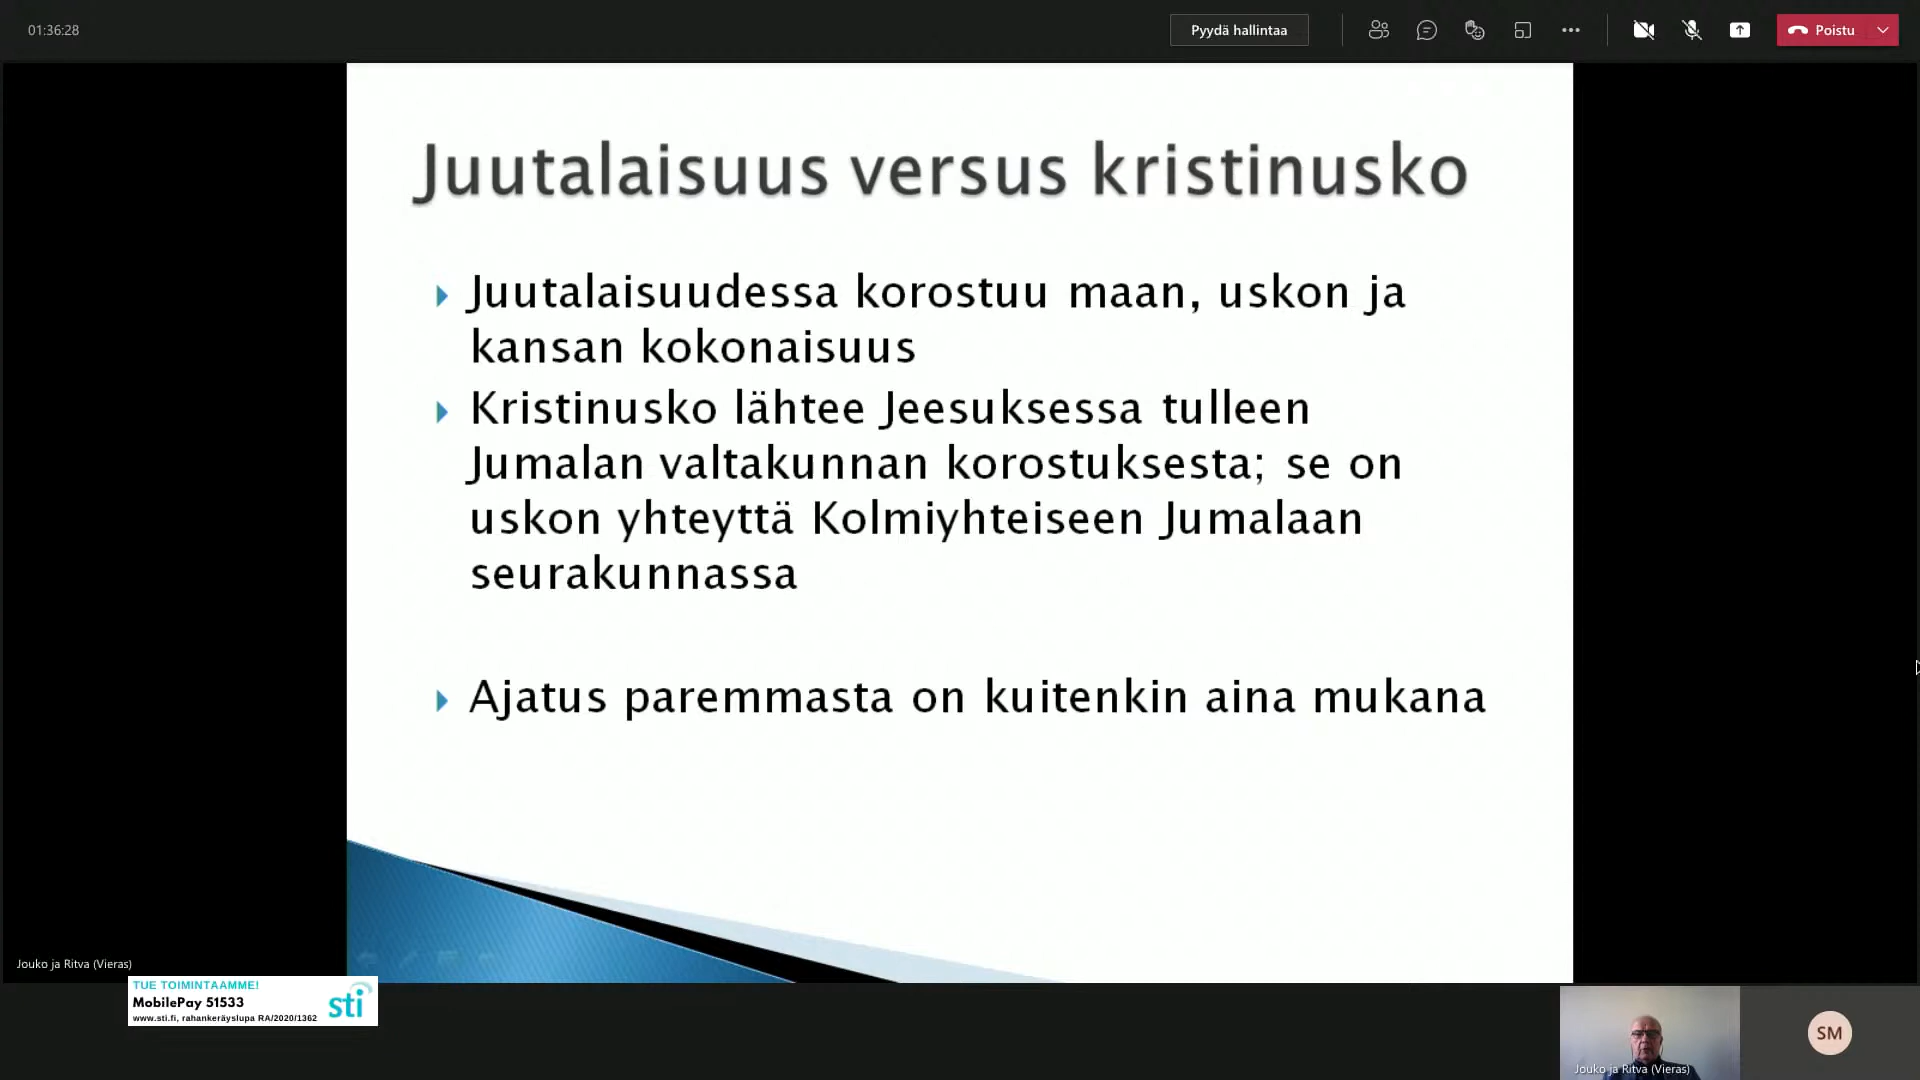 01:36:28
Pyydä hallintaa
Poistu
Juutalaisuus versus kristinusko
Juutalaisuudessa korostuu maan, uskon ja
kansan kokonaisuus
Kristinusko lähtee Jeesuksessa tulleen
Jumalan valtakunnan korostuksesta; se on
uskon yhteyttä Kolmiyhteiseen Jumalaan
seurakunnassa
Ajatus paremmasta on kuitenkin aina mukana
Jouko ja Ritva (Vieras)
TUE TOIMINTAAMME!
MobilePay 51533
www.sti.fi, rahankeräyslupa RA/2020/1362
sti
Jouko ja Ritva (Vieras)
SM